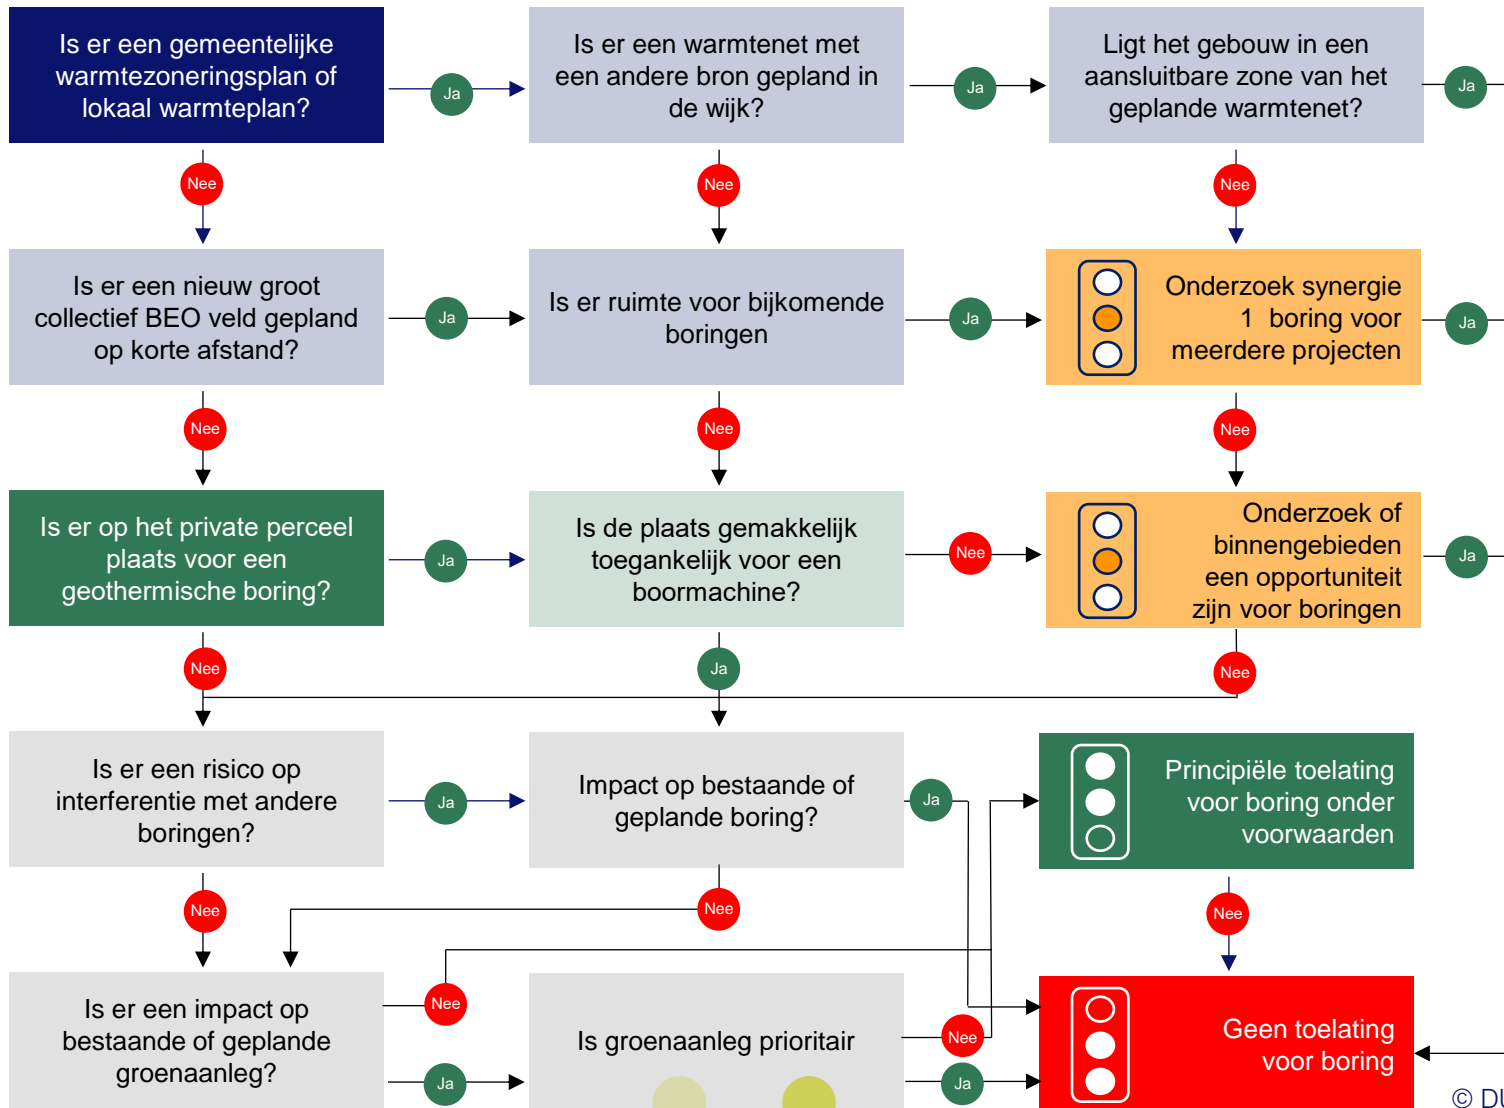 Is er een gemeentelijke
warmtezoneringsplan of
lokaal warmteplan?
Ja
Is er een warmtenet met
een andere bron gepland in
de wijk?
Ja
Ligt het gebouw in een
aansluitbare zone van het
geplande warmtenet?
Ja
Nee
Nee
Nee
Is er een nieuw groot
collectief BEO veld gepland
op korte afstand?
Ja
Is er ruimte voor bijkomende
boringen
Ja
Onderzoek synergie
1 boring voor
meerdere projecten
Ja
Nee
Nee
Nee
Is er op het private perceel
plaats voor een
geothermische boring?
Ja
Is de plaats gemakkelijk
toegankelijk voor een
boormachine?
Nee
Onderzoek of
binnengebieden
een opportuniteit
zijn voor boringen
Ja
Nee
Ja
Nee
Is er een risico op
interferentie met andere
boringen?
Ja
Impact op bestaande of
geplande boring?
Ja
Principiële toelating
voor boring onder
voorwaarden
Nee
Nee
Nee
Is er een impact op
bestaande of geplande
groenaanleg?
Nee
Ja
Is groenaanleg prioritair
Nee
Ja
Geen toelating
voor boring
© DU